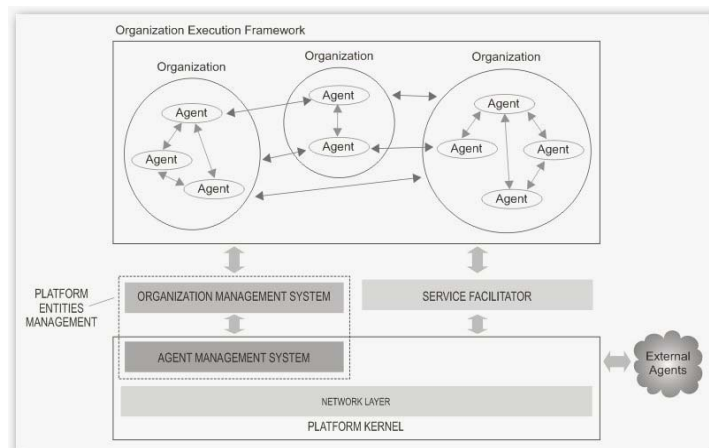 Organization Execution Framework
Organization
Organization
Organization
Agent
Agent
Agent
Agent
Agent
Agent
Agent
Agent
Agent
PLATFORM
ENTITIES
MANAGEMENT
ORGANIZATION MANAGEMENT SYSTEM
SERVICE FACILITATOR
AGENT MANAGEMENT SYSTEM
External
Agents
NETWORK LAYER
PLATFORM KERNEL